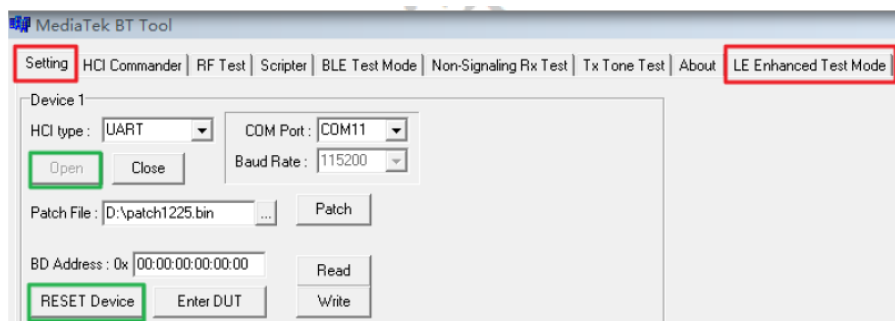 MediaTek BT Tool
Setting HCI Commander RF Test Scripter BLE Test Mode Non-Signaling Rx Test Tx Tone Test About LE Enhanced Test Mode
Device 1
HCI type : UART COM Port : COM11
Open Close Baud Rate : 115200
Patch File : D:\patch1225.bin ... Patch
BD Address : 0x 00:00:00:00:00:00 Read
RESET Device Enter DUT Write